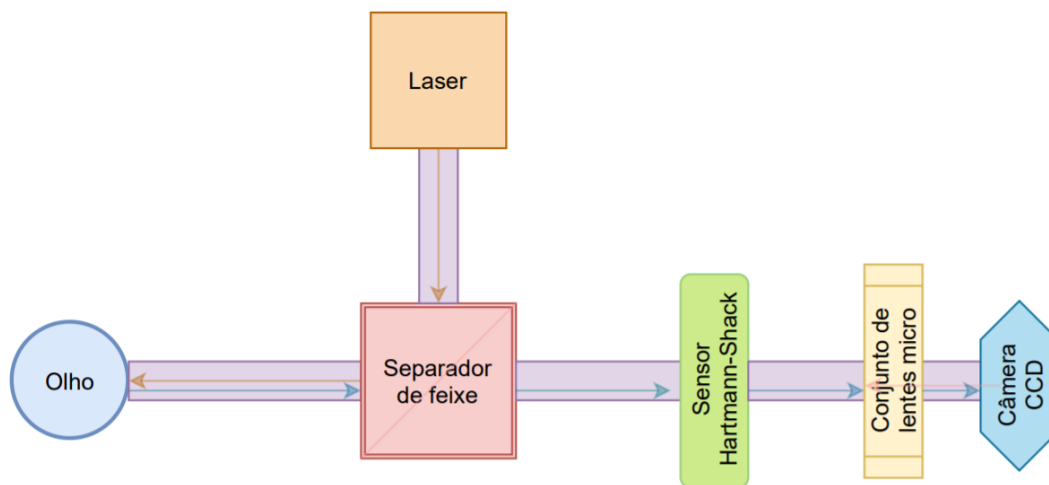 Laser
Olho
Separador
de feixe
Sensor
Hartmann-Shack
Conjunto de
lentes micro
Câmera
CCD